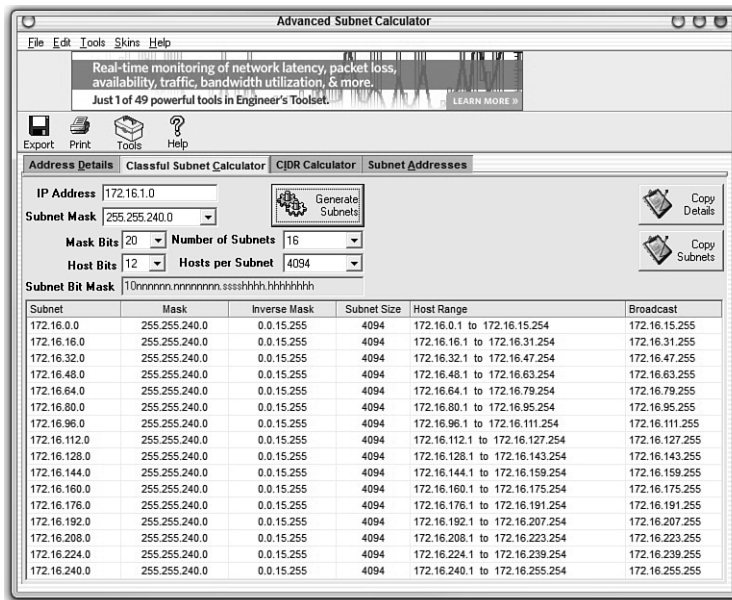 Advanced Subnet Calculator
File Edit Tools Skins Help
Real-time monitoring of network latency, packet loss,
availability, traffic, bandwidth utilization, & more.
Just 1 of 49 powerful tools in Engineer's Toolset.
LEARN MORE »
Export Print Tools Help
Address Details Classful Subnet Calculator CIDR Calculator Subnet Addresses
IP Address 172.16.1.0
Generate Subnets
Copy Details
Subnet Mask 255.255.240.0
Mask Bits 20 Number of Subnets 16
Copy Subnets
Host Bits 12 Hosts per Subnet 4094
Subnet Bit Mask 10nnnnnn.nnnnnnnn.sssshhhh.hhhhhhhh
Subnet Mask Inverse Mask Subnet Size Host Range Broadcast
172.16.0.0 255.255.240.0 0.0.15.255 4094 172.16.0.1 to 172.16.15.254 172.16.15.255
172.16.16.0 255.255.240.0 0.0.15.255 4094 172.16.16.1 to 172.16.31.254 172.16.31.255
172.16.32.0 255.255.240.0 0.0.15.255 4094 172.16.32.1 to 172.16.47.254 172.16.47.255
172.16.48.0 255.255.240.0 0.0.15.255 4094 172.16.48.1 to 172.16.63.254 172.16.63.255
172.16.64.0 255.255.240.0 0.0.15.255 4094 172.16.64.1 to 172.16.79.254 172.16.79.255
172.16.80.0 255.255.240.0 0.0.15.255 4094 172.16.80.1 to 172.16.95.254 172.16.95.255
172.16.96.0 255.255.240.0 0.0.15.255 4094 172.16.96.1 to 172.16.111.254 172.16.111.255
172.16.112.0 255.255.240.0 0.0.15.255 4094 172.16.112.1 to 172.16.127.254 172.16.127.255
172.16.128.0 255.255.240.0 0.0.15.255 4094 172.16.128.1 to 172.16.143.254 172.16.143.255
172.16.144.0 255.255.240.0 0.0.15.255 4094 172.16.144.1 to 172.16.159.254 172.16.159.255
172.16.160.0 255.255.240.0 0.0.15.255 4094 172.16.160.1 to 172.16.175.254 172.16.175.255
172.16.176.0 255.255.240.0 0.0.15.255 4094 172.16.176.1 to 172.16.191.254 172.16.191.255
172.16.192.0 255.255.240.0 0.0.15.255 4094 172.16.192.1 to 172.16.207.254 172.16.207.255
172.16.208.0 255.255.240.0 0.0.15.255 4094 172.16.208.1 to 172.16.223.254 172.16.223.255
172.16.224.0 255.255.240.0 0.0.15.255 4094 172.16.224.1 to 172.16.239.254 172.16.239.255
172.16.240.0 255.255.240.0 0.0.15.255 4094 172.16.240.1 to 172.16.255.254 172.16.255.255